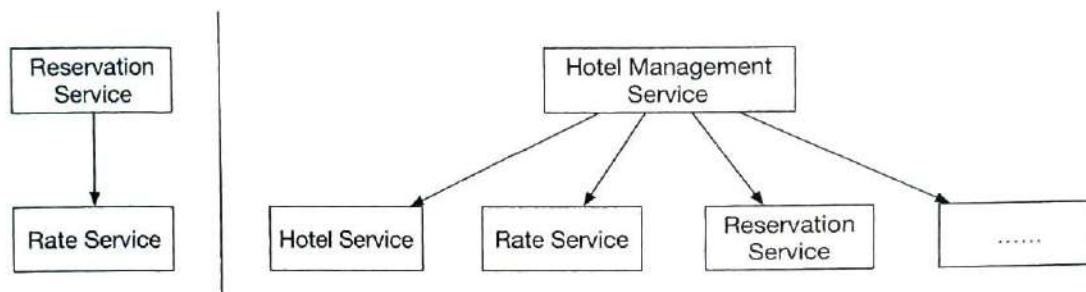 Reservation
Service
Rate Service
Hotel Management
Service
Hotel Service
Rate Service
Reservation
Service
......